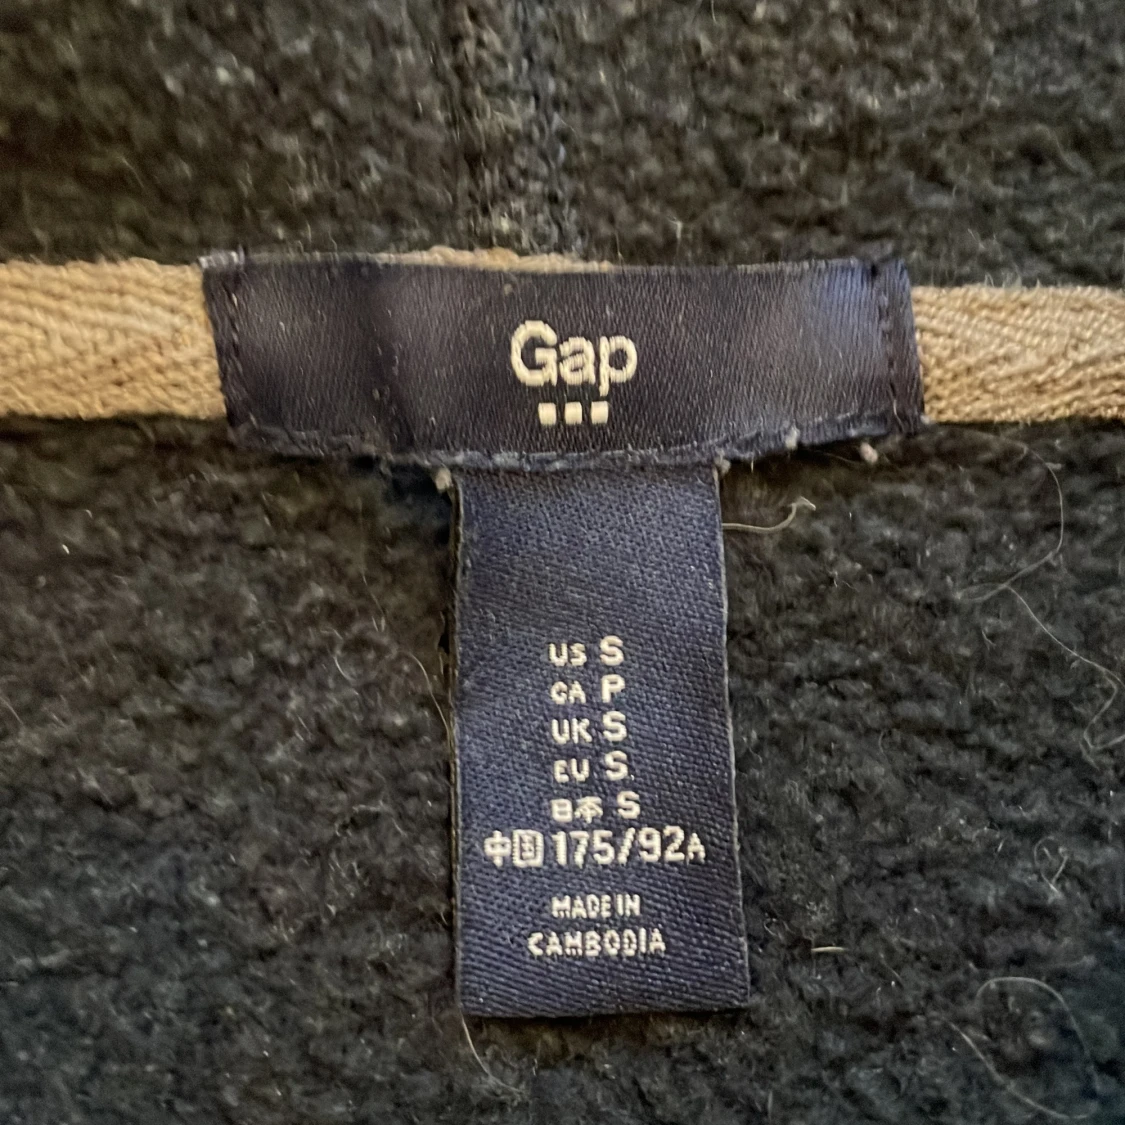 Gap
US S
CA P
UK S
EU S
日本 S
中国 175/92A
MADE IN
CAMBODIA